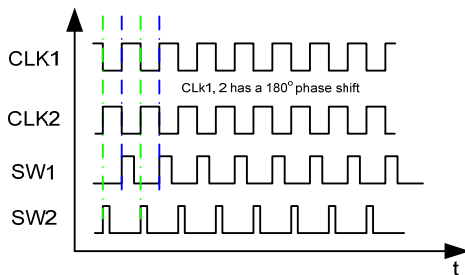 CLK1
CLk1, 2 has a 180° phase shift
CLK2
SW1
SW2
t